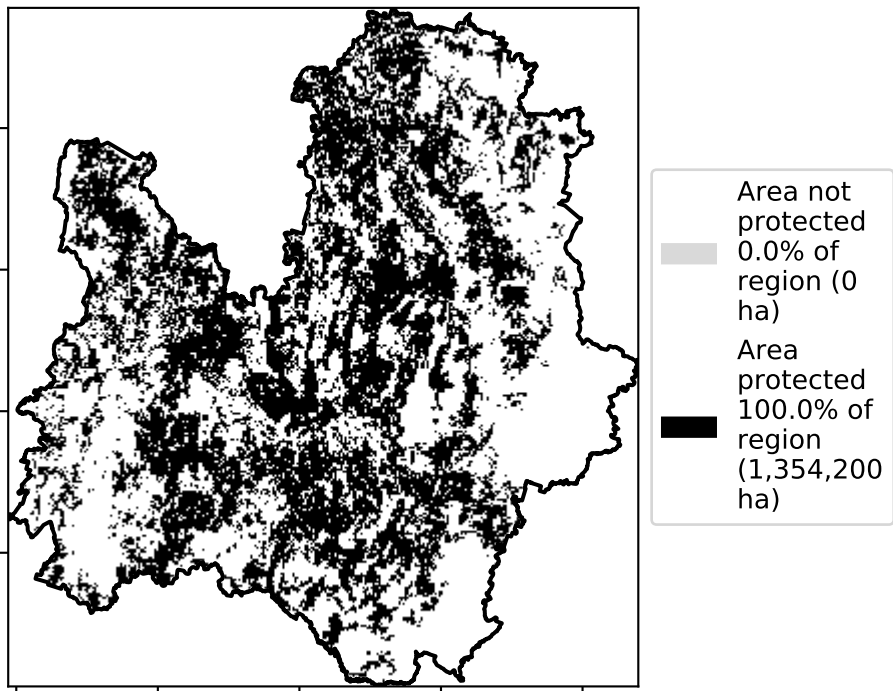 Area not
protected
0.0% of
region (0
ha)
Area
protected
100.0% of
region
(1,354,200
ha)